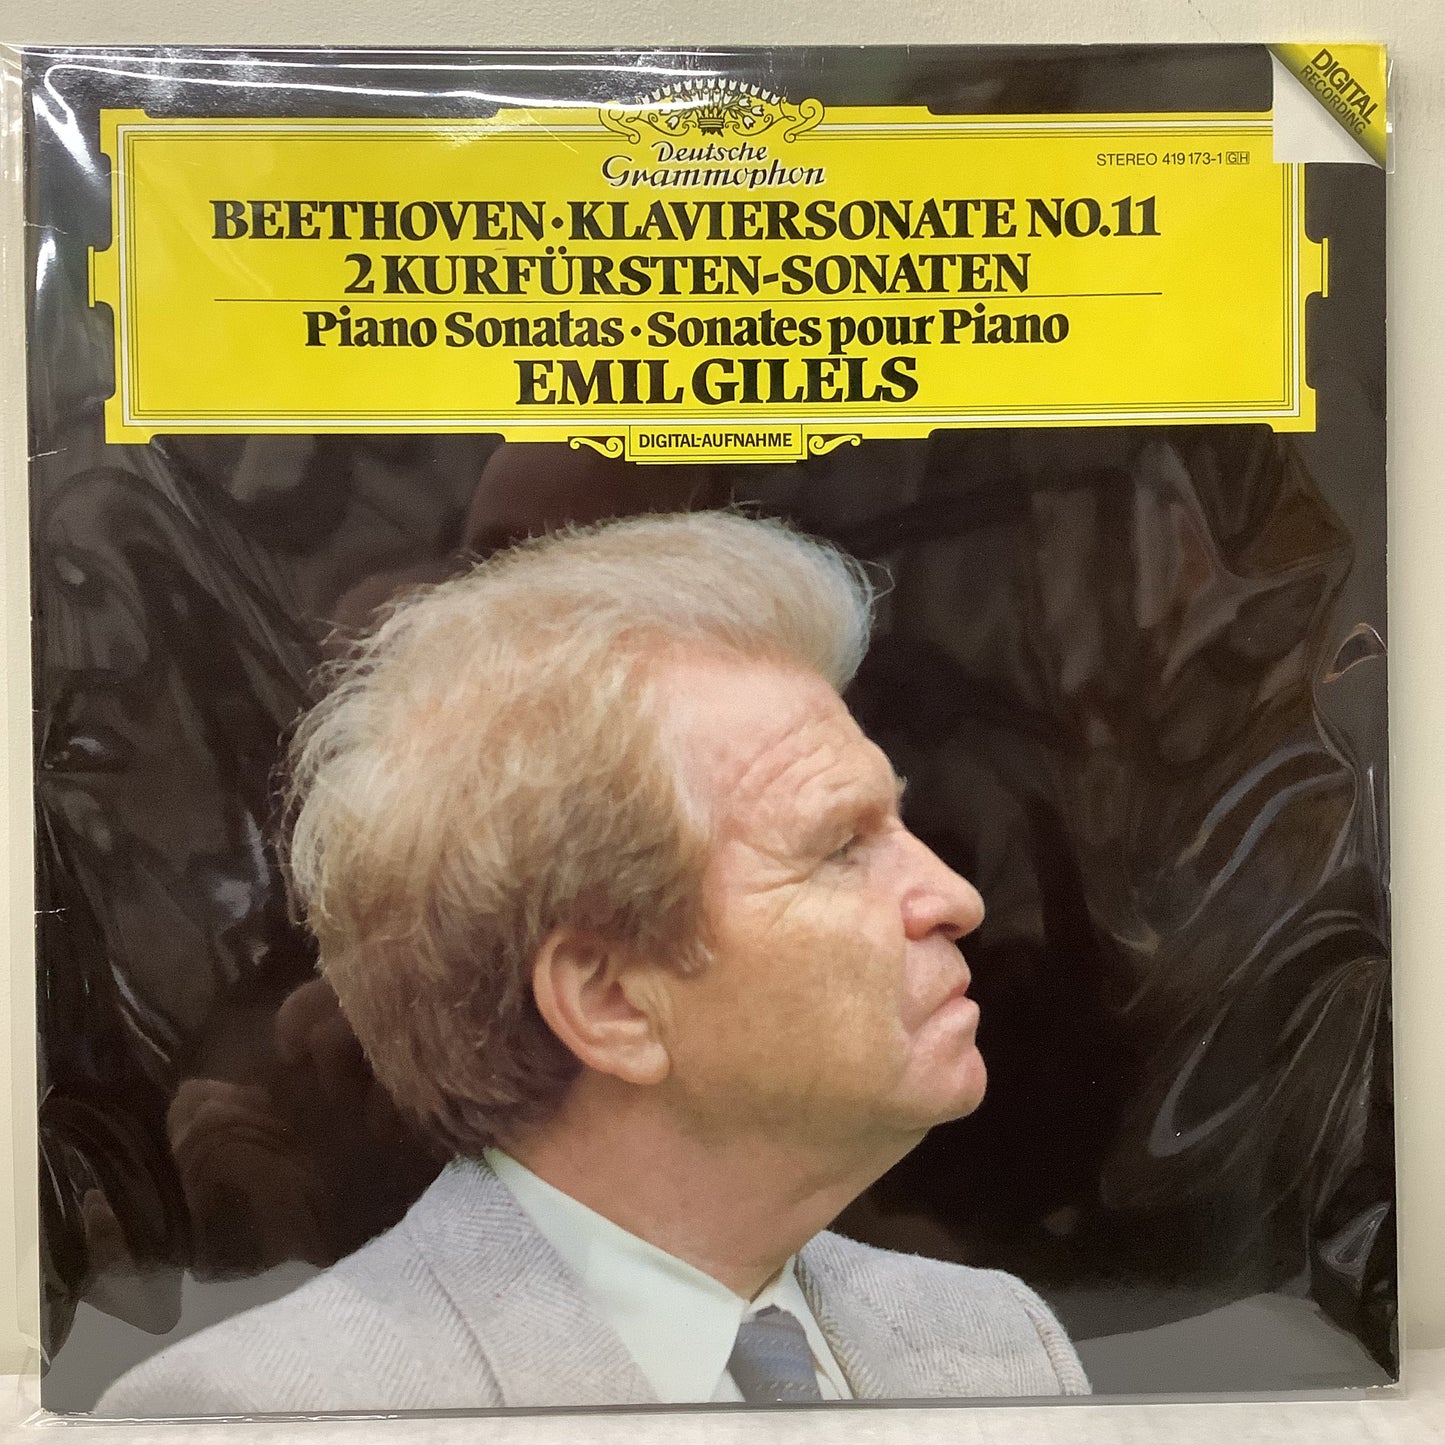 DIGITAL
RECORDING
Deutsche
Grammophon
STEREO 419 173-1 GH
BEETHOVEN·KLAVIERSONATE NO.11
2 KURFÜRSTEN-SONATEN
Piano Sonatas·Sonates pour Piano
EMIL GILELS
DIGITAL-AUFNAHME